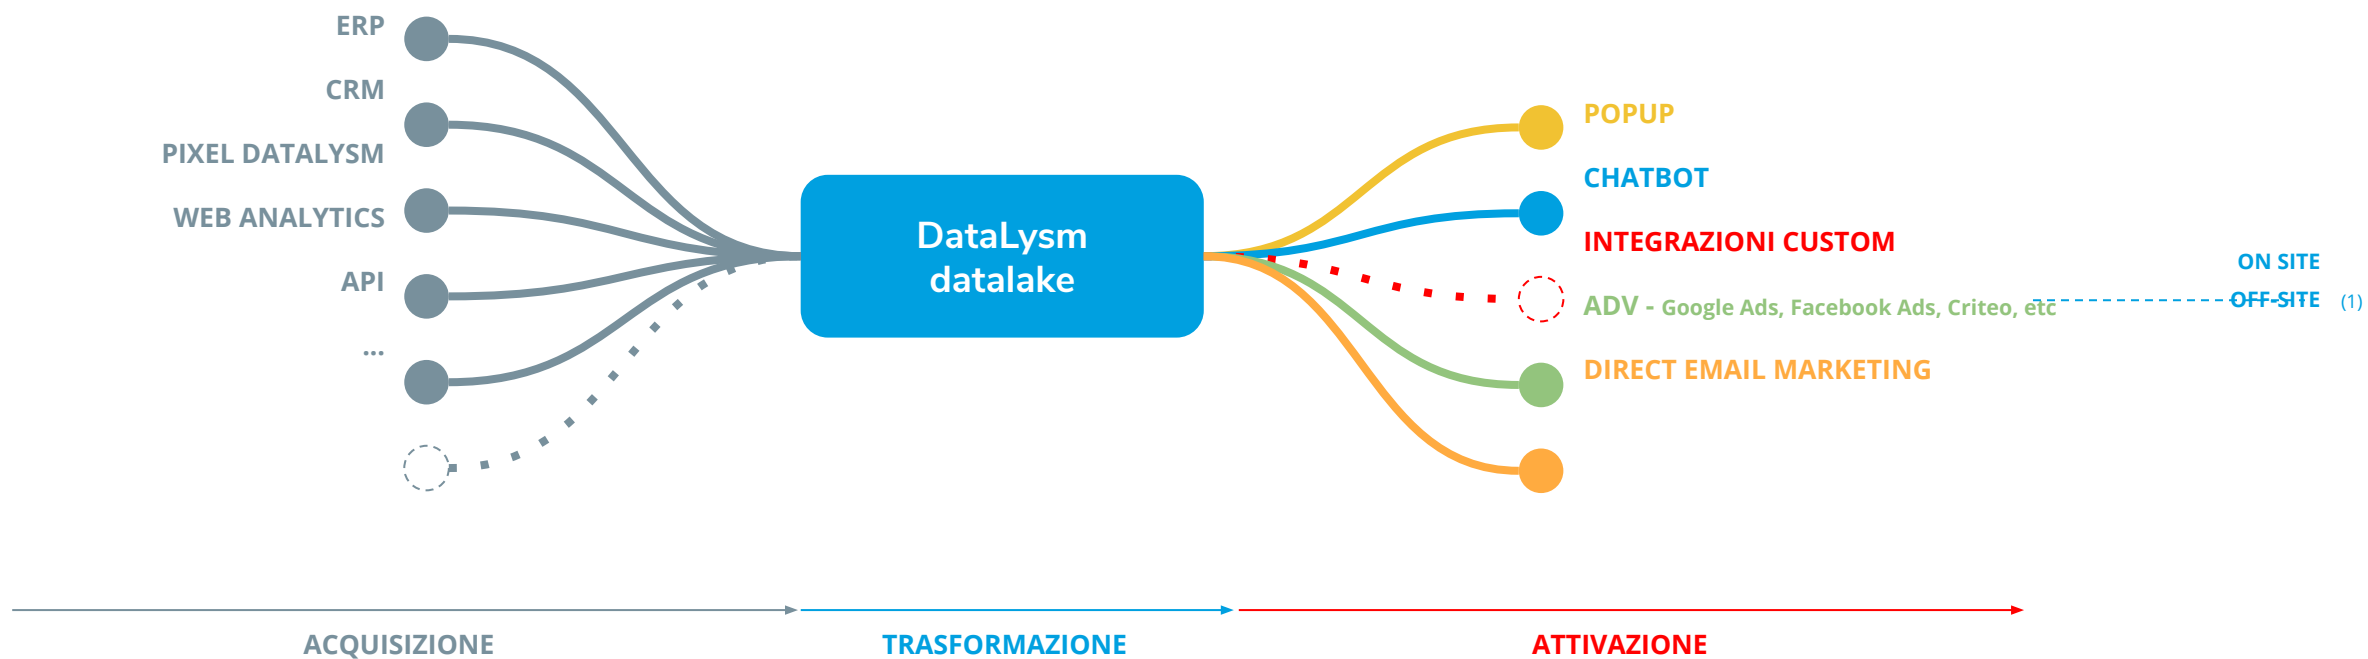 ERP
CRM
PIXEL DATALYSM
WEB ANALYTICS
API
...
DataLysm
datalake
POPUP
CHATBOT
INTEGRAZIONI CUSTOM
ADV - Google Ads, Facebook Ads, Criteo, etc
DIRECT EMAIL MARKETING
ON SITE
OFF-SITE (1)
ACQUISIZIONE
TRASFORMAZIONE
ATTIVAZIONE